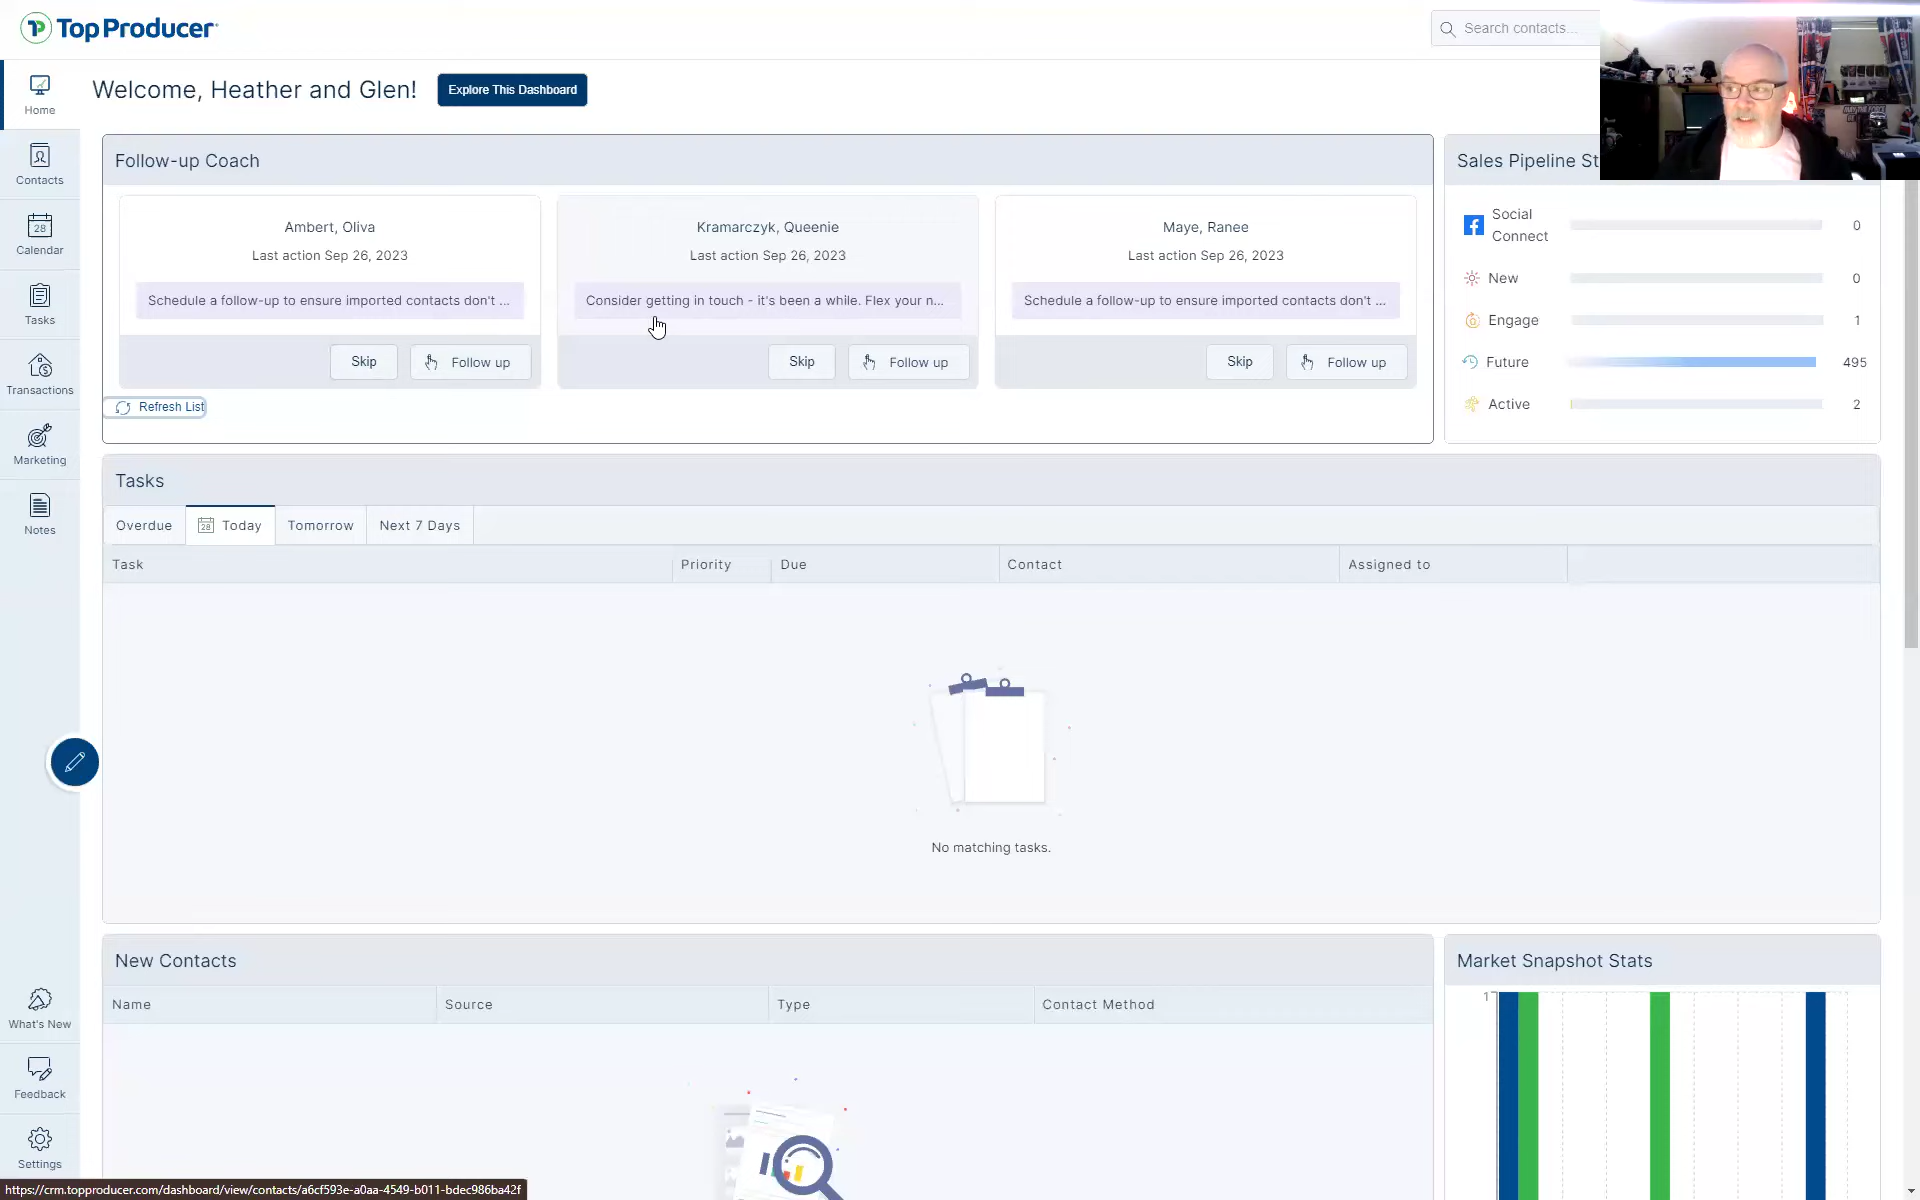 TopProducer
Search contacts...
Welcome, Heather and Glen!
Explore This Dashboard
Home
Contacts
28
Calendar
Tasks
Transactions
Marketing
Notes
What's New
Feedback
Settings
Follow-up Coach
Ambert, Oliva
Last action Sep 26, 2023
Schedule a follow-up to ensure imported contacts don't ...
Skip
Follow up
Kramarczyk, Queenie
Last action Sep 26, 2023
Consider getting in touch - it's been a while. Flex your n...
Skip
Follow up
Maye, Ranee
Last action Sep 26, 2023
Schedule a follow-up to ensure imported contacts don't ...
Skip
Follow up
Refresh List
Sales Pipeline St
Social
Connect
0
New
0
Engage
1
Future
495
Active
2
Tasks
Overdue
28
Today
Tomorrow
Next 7 Days
Task
Priority
Due
Contact
Assigned to
No matching tasks.
New Contacts
Name
Source
Type
Contact Method
Market Snapshot Stats
1
https://crm.topproducer.com/dashboard/view/contacts/a6cf593e-a0aa-4549-b011-bdec986ba42f